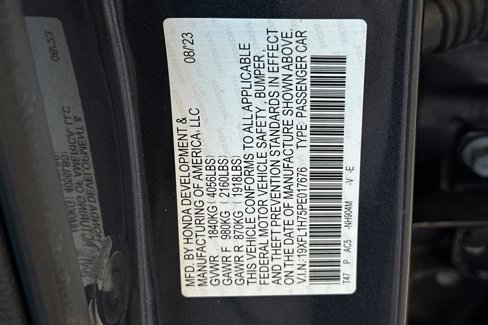 MFD. BY HONDA DEVELOPMENT &
MANUFACTURING OF AMERICA, LLC 08/'23
GVWR 1840KG (4056LBS)
GAWR F 980KG (2160LBS)
GAWR R 870KG (1918LBS)
THIS VEHICLE CONFORMS TO ALL APPLICABLE
FEDERAL MOTOR VEHICLE SAFETY, BUMPER,
AND THEFT PREVENTION STANDARDS IN EFFECT
ON THE DATE OF MANUFACTURE SHOWN ABOVE.
V.I.N.: 19XFL1H75PE017676 TYPE: PASSENGER CAR
T47 P AC5 -NH904M -V -E